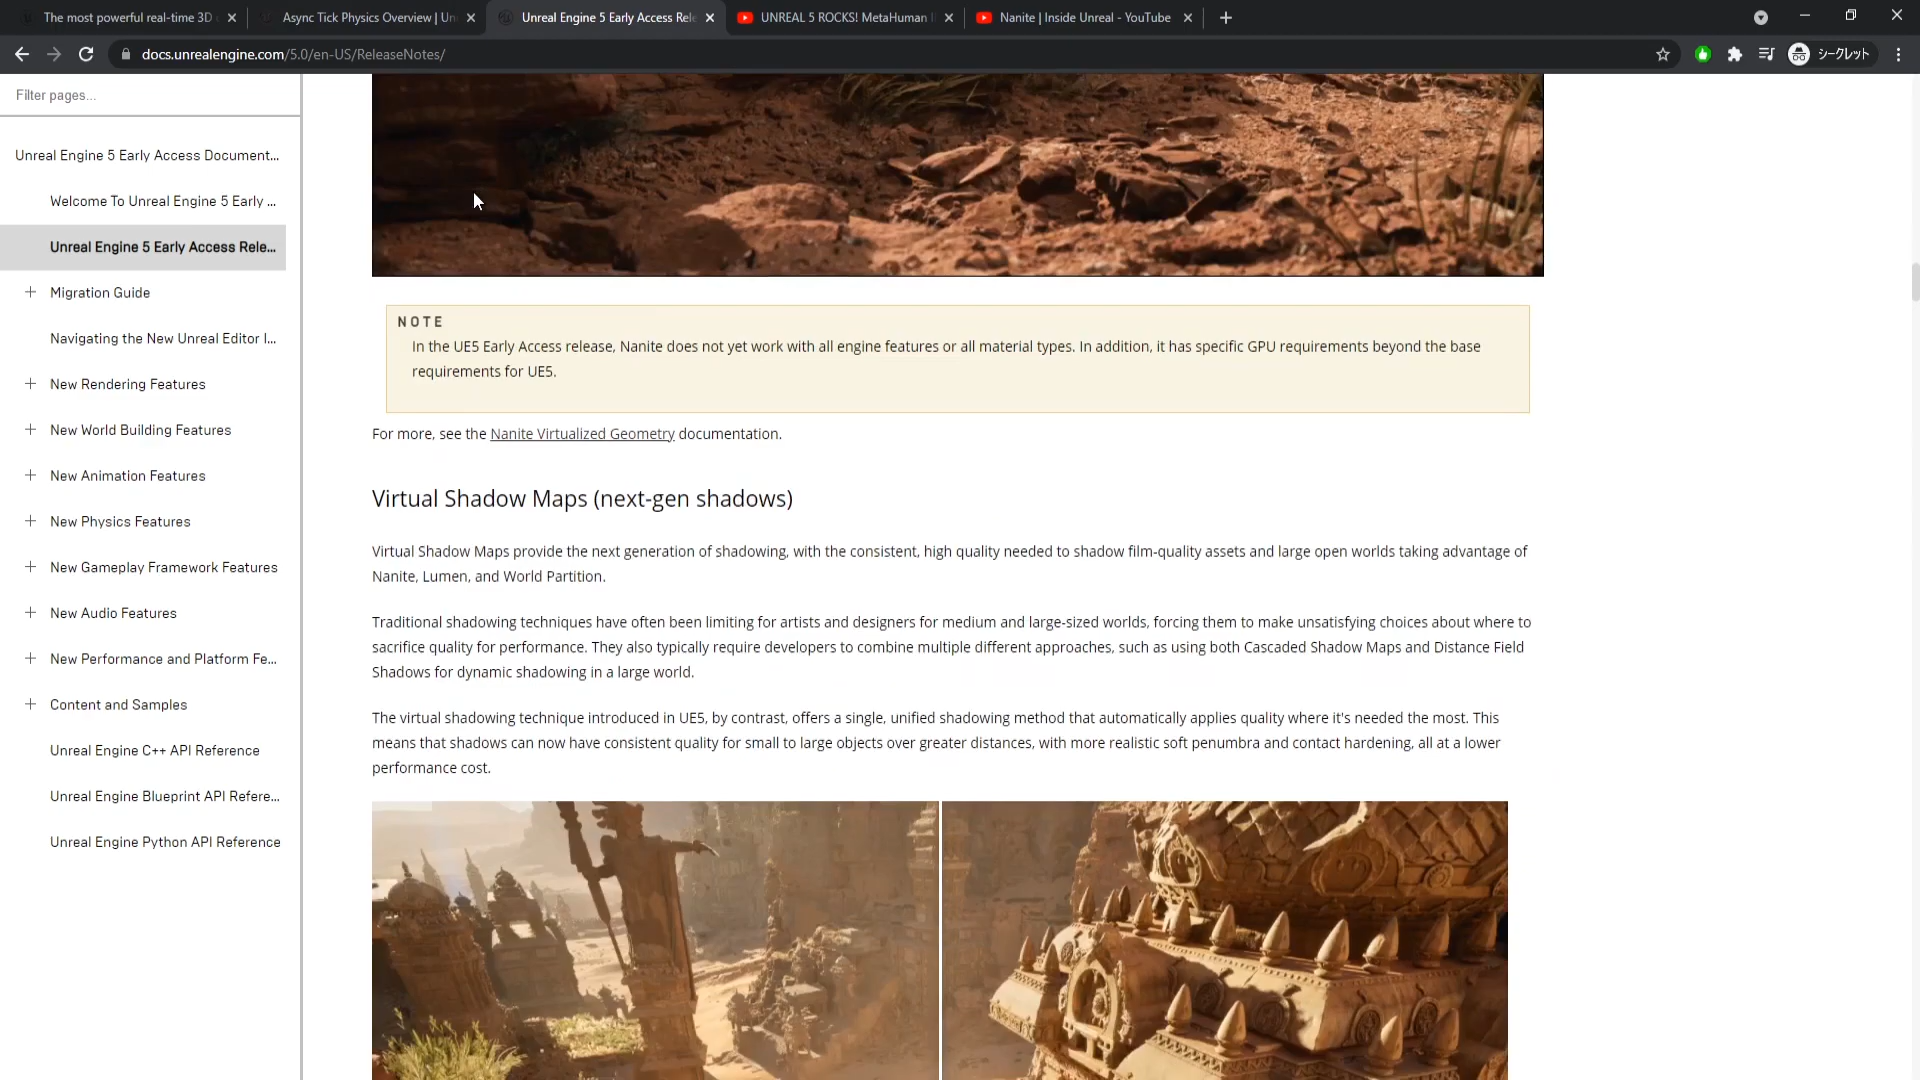 The most powerful real-time 3D
Async Tick Physics Overview | Un
Unreal Engine 5 Early Access Rele
UNREAL 5 ROCKS! MetaHuman I
Nanite | Inside Unreal - YouTube
docs.unrealengine.com/5.0/en-US/ReleaseNotes/
シークレット
Filter pages...
Unreal Engine 5 Early Access Document...
Welcome To Unreal Engine 5 Early ...
Unreal Engine 5 Early Access Rele...
Migration Guide
Navigating the New Unreal Editor I...
New Rendering Features
New World Building Features
New Animation Features
New Physics Features
New Gameplay Framework Features
New Audio Features
New Performance and Platform Fe...
Content and Samples
Unreal Engine C++ API Reference
Unreal Engine Blueprint API Refere...
Unreal Engine Python API Reference
NOTE
In the UE5 Early Access release, Nanite does not yet work with all engine features or all material types. In addition, it has specific GPU requirements beyond the base
requirements for UE5.
For more, see the Nanite Virtualized Geometry documentation.
Virtual Shadow Maps (next-gen shadows)
Virtual Shadow Maps provide the next generation of shadowing, with the consistent, high quality needed to shadow film-quality assets and large open worlds taking advantage of
Nanite, Lumen, and World Partition.
Traditional shadowing techniques have often been limiting for artists and designers for medium and large-sized worlds, forcing them to make unsatisfying choices about where to
sacrifice quality for performance. They also typically require developers to combine multiple different approaches, such as using both Cascaded Shadow Maps and Distance Field
Shadows for dynamic shadowing in a large world.
The virtual shadowing technique introduced in UE5, by contrast, offers a single, unified shadowing method that automatically applies quality where it's needed the most. This
means that shadows can now have consistent quality for small to large objects over greater distances, with more realistic soft penumbra and contact hardening, all at a lower
performance cost.